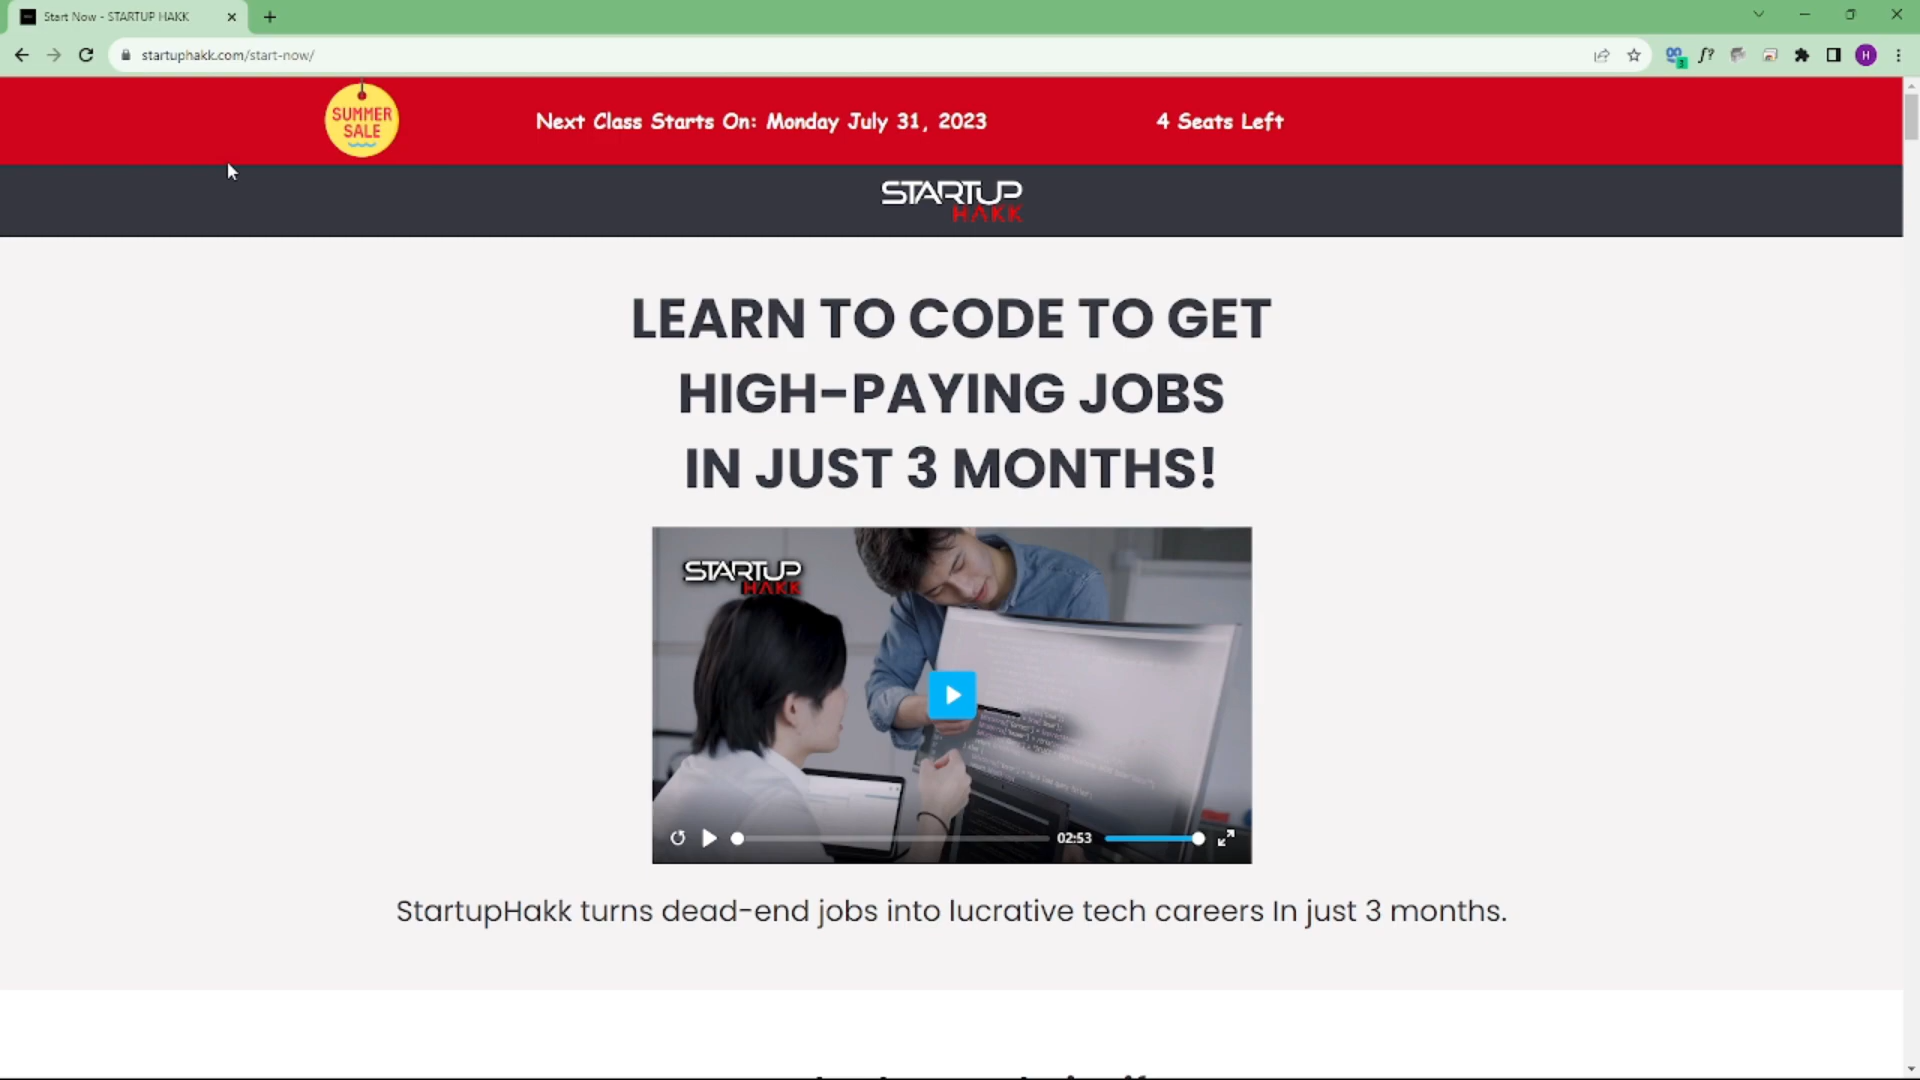 Start Now - STARTUP HAKK
startuphakk.com/start-now/
f?
3
H
SUMMER
SALE
Next Class Starts On: Monday July 31, 2023
4 Seats Left
STARTUP
HAKK
LEARN TO CODE TO GET
HIGH-PAYING JOBS
IN JUST 3 MONTHS!
STARTUP
HAKK
02:53
StartupHakk turns dead-end jobs into lucrative tech careers In just 3 months.